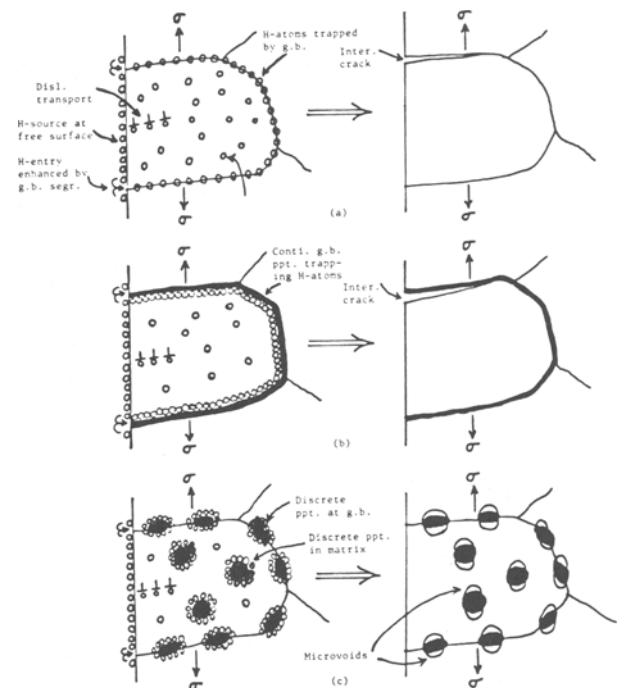 σ
H-atoms trapped
by g.b.
Inter.
crack
σ
Disl.
transport
H-source at
free surface
H-entry
enhanced by
g.b. segr.
σ
(a)
σ
σ
Conti. g.b.
ppt. trapp-
ing H-atoms
Inter.
crack
σ
σ
(b)
σ
σ
Discrete
ppt. at g.b.
Discrete ppt.
in matrix
σ
Microvoids
σ
(c)
σ